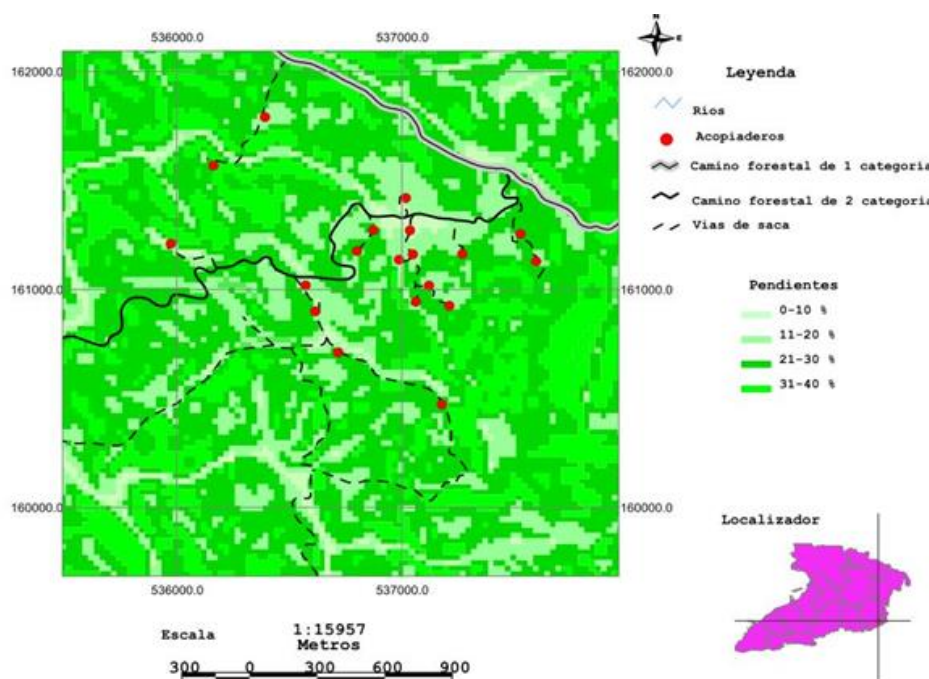 536000.0 537000.0
N
E
162000.0 162000.0
Leyenda
Rios
Acopiaderos
Camino forestal de 1 categoria
Camino forestal de 2 categoria
Vias de saca
161000.0 161000.0
Pendientes
0-10 %
11-20 %
21-30 %
31-40 %
160000.0 160000.0
536000.0 537000.0
Localizador
Escala 1:15957
Metros
300 0 300 600 900